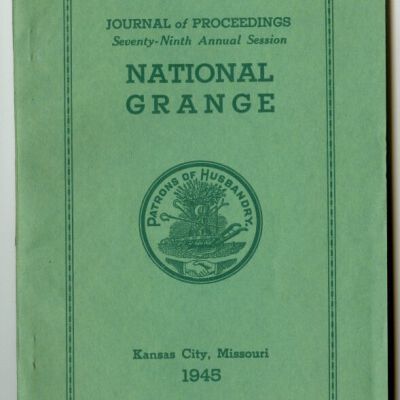 JOURNAL of PROCEEDINGS
Seventy-Ninth Annual Session
NATIONAL
GRANGE
PATRONS OF HUSBANDRY.
Kansas City, Missouri
1945